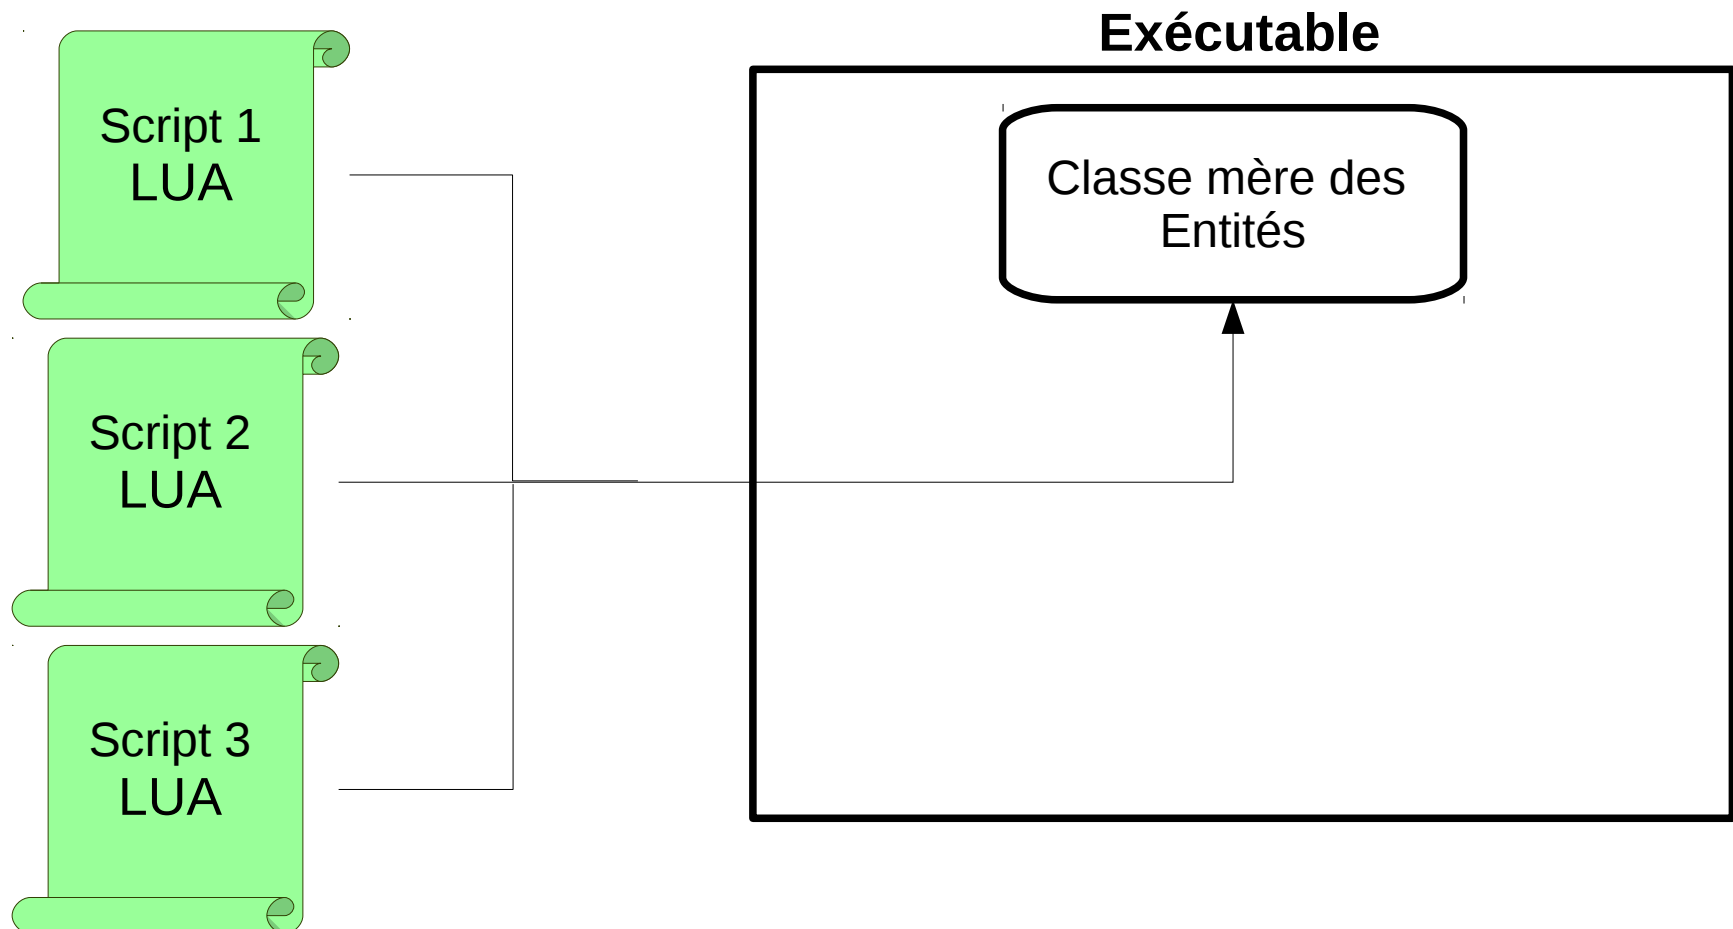 Exécutable
Script 1
LUA
Classe mère des
Entités
Script 2
LUA
Script 3
LUA